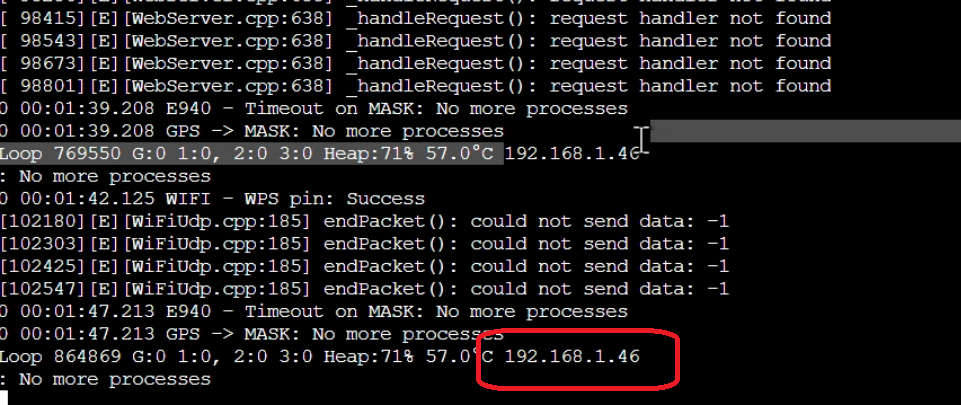 [ 98415][E][WebServer.cpp:638] _handleRequest(): request handler not found
[ 98543][E][WebServer.cpp:638] _handleRequest(): request handler not found
[ 98673][E][WebServer.cpp:638] _handleRequest(): request handler not found
[ 98801][E][WebServer.cpp:638] _handleRequest(): request handler not found
0 00:01:39.208 E940 - Timeout on MASK: No more processes
0 00:01:39.208 GPS -> MASK: No more processes
Loop 769550 G:0 1:0, 2:0 3:0 Heap:71% 57.0°C 192.168.1.46
: No more processes
0 00:01:42.125 WIFI - WPS pin: Success
[102180][E][WiFiUdp.cpp:185] endPacket(): could not send data: -1
[102303][E][WiFiUdp.cpp:185] endPacket(): could not send data: -1
[102425][E][WiFiUdp.cpp:185] endPacket(): could not send data: -1
[102547][E][WiFiUdp.cpp:185] endPacket(): could not send data: -1
0 00:01:47.213 E940 - Timeout on MASK: No more processes
0 00:01:47.213 GPS -> MASK: No more processes
Loop 864869 G:0 1:0, 2:0 3:0 Heap:71% 57.0°C 192.168.1.46
: No more processes